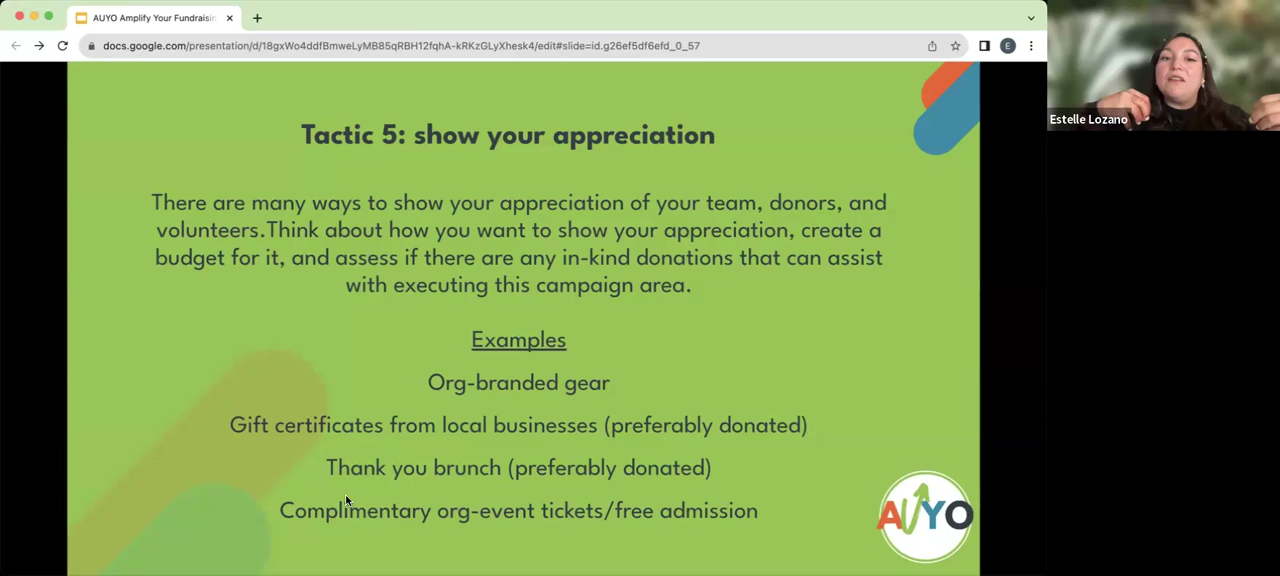 AUYO Amplify Your Fundraisin
docs.google.com/presentation/d/18gxWo4ddfBmweLyMB85qRBH12fqhA-kRKzGLyXhesk4/edit#slide=id.g26ef5df6efd_0_57
E
Estelle Lozano
Tactic 5: show your appreciation
There are many ways to show your appreciation of your team, donors, and
volunteers.Think about how you want to show your appreciation, create a
budget for it, and assess if there are any in-kind donations that can assist
with executing this campaign area.
Examples
Org-branded gear
Gift certificates from local businesses (preferably donated)
Thank you brunch (preferably donated)
Complimentary org-event tickets/free admission
AUYO